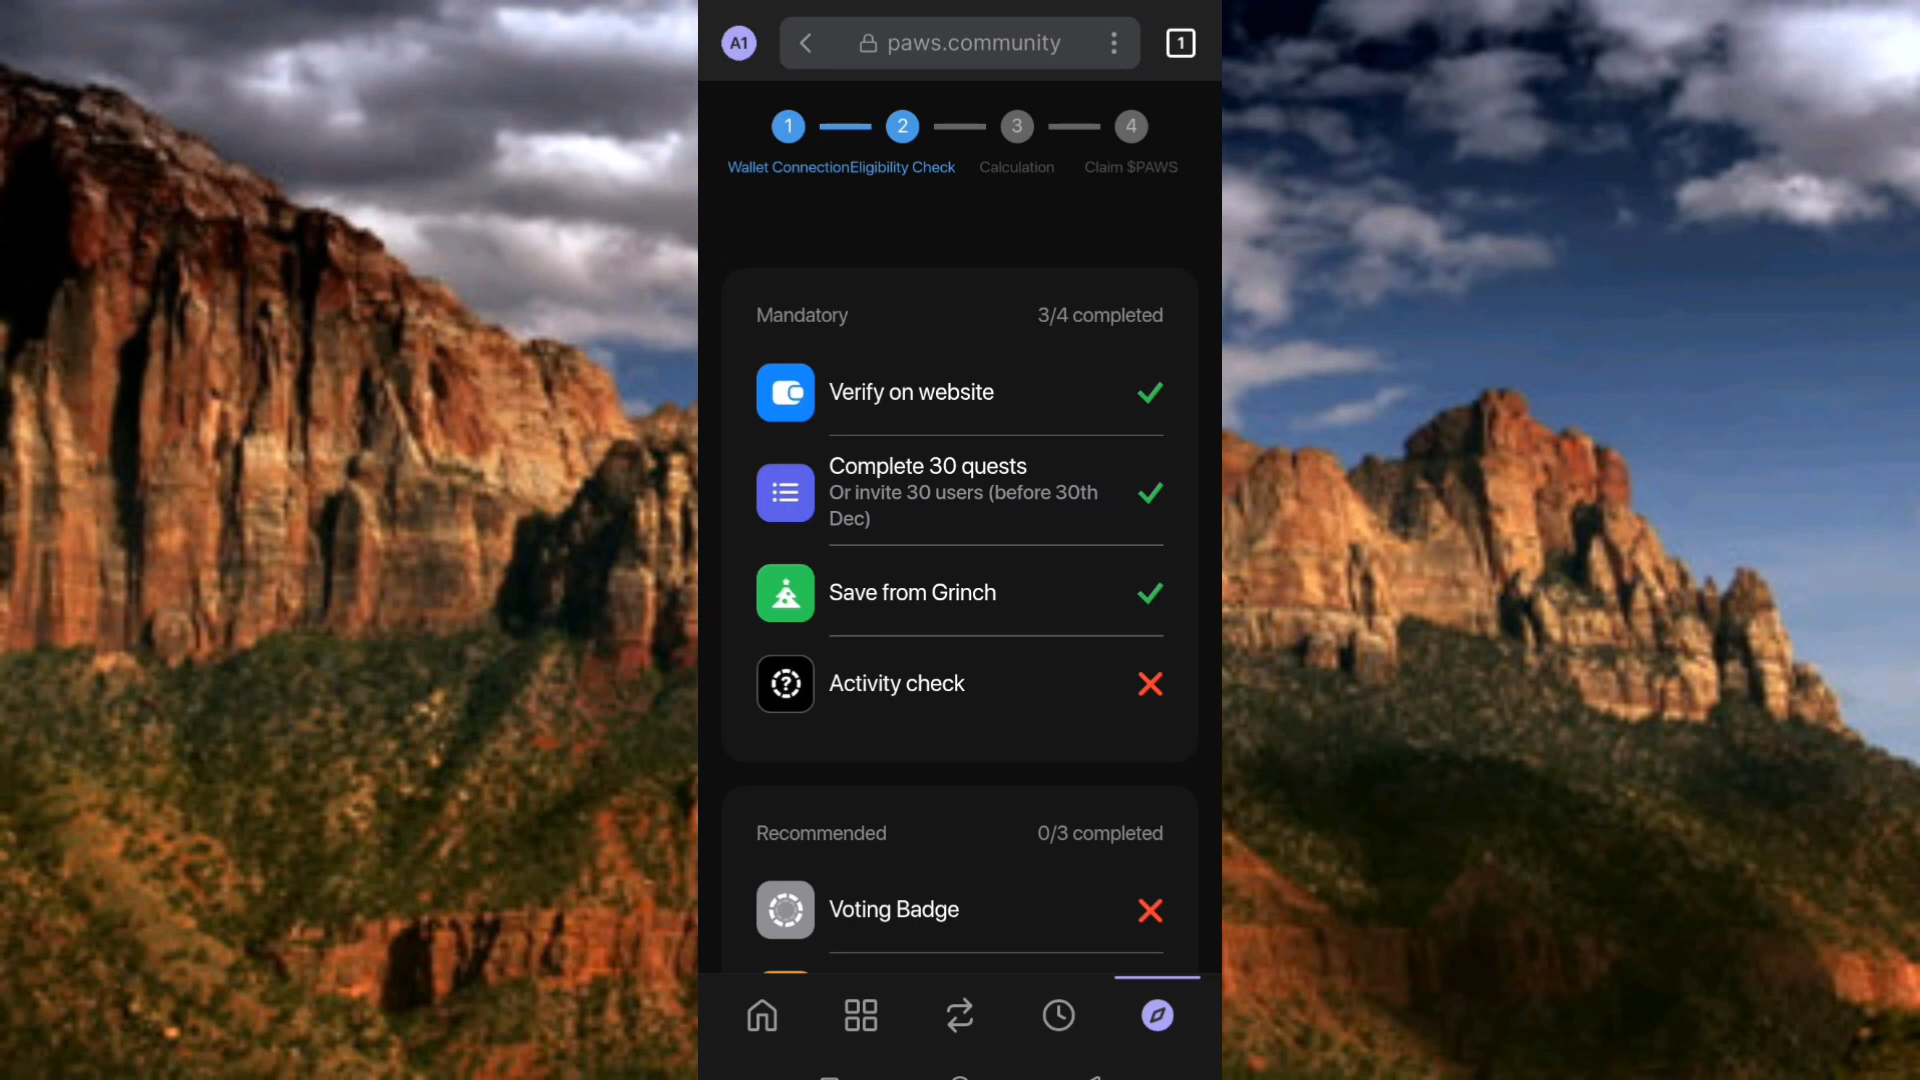 A1
paws.community
1
1
2
3
4
Wallet Connection
Eligibility Check
Calculation
Claim $PAWS
Mandatory
3/4 completed
Verify on website
Complete 30 quests
Or invite 30 users (before 30th
Dec)
Save from Grinch
?
Activity check
Recommended
0/3 completed
Voting Badge